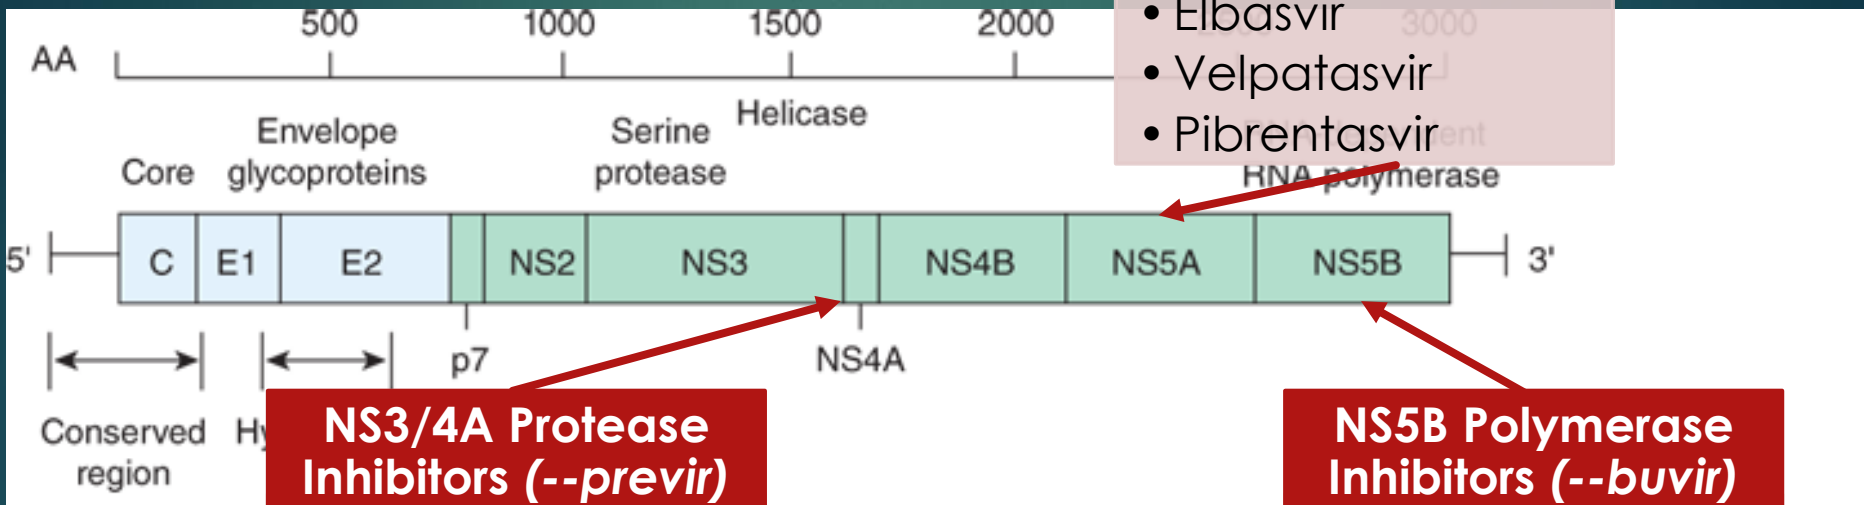 500 1000 1500 2000 3000
AA
• Elbasvir
• Velpatasvir
• Pibrentasvir
Helicase
Envelope
glycoproteins
Serine
protease
Core
RNA polymerase
5' C E1 E2 NS2 NS3 NS4B NS5A NS5B 3'
p7 NS4A
Conserved
region
Hy
NS3/4A Protease
Inhibitors (--previr)
NS5B Polymerase
Inhibitors (--buvir)